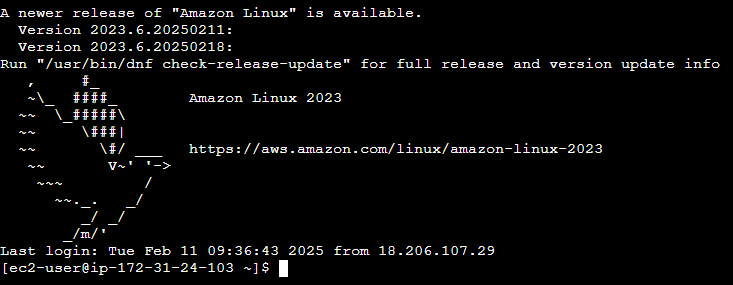 A newer release of "Amazon Linux" is available.
  Version 2023.6.20250211:
  Version 2023.6.20250218:
Run "/usr/bin/dnf check-release-update" for full release and version update info
   ,     #_
   ~\_  ####_        Amazon Linux 2023
  ~~  \_#####\
  ~~     \###|
  ~~       \#/ ___   https://aws.amazon.com/linux/amazon-linux-2023
   ~~       V~' '->
    ~~~         /
      ~~._.   _/
         _/ _/
       _/m/'
Last login: Tue Feb 11 09:36:43 2025 from 18.206.107.29
[ec2-user@ip-172-31-24-103 ~]$